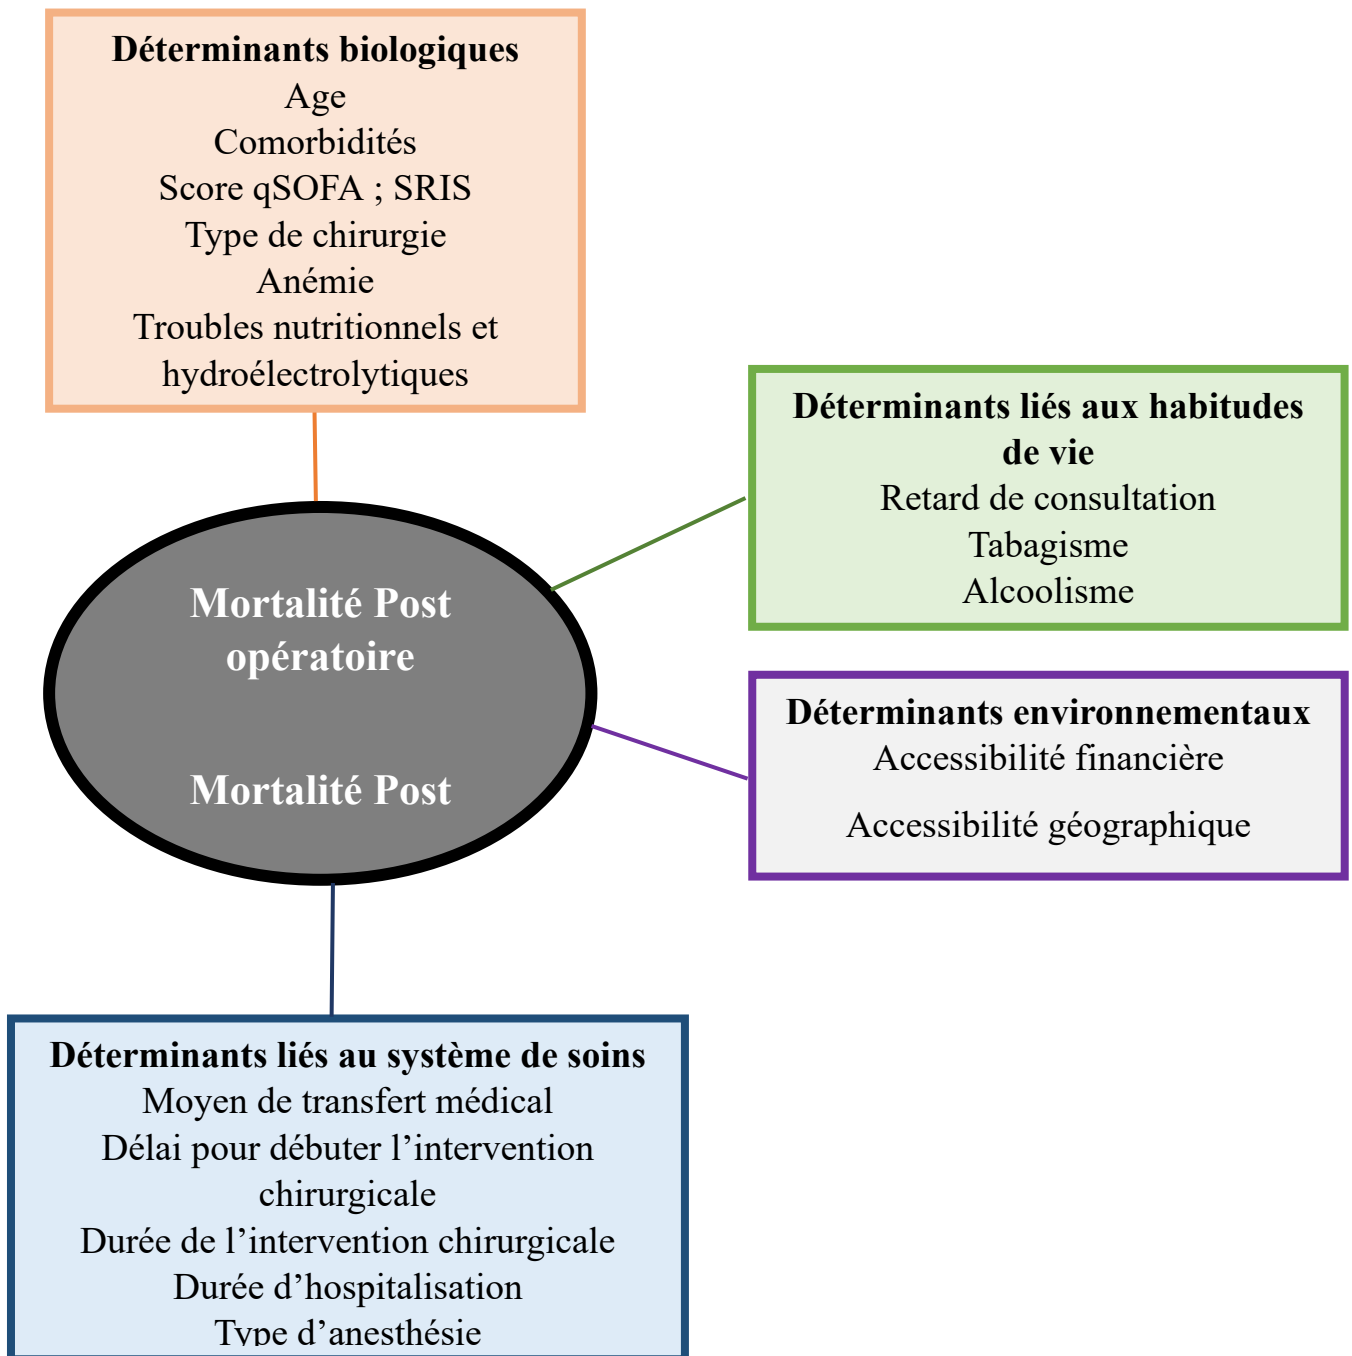 Déterminants biologiques
Age
Comorbidités
Score qSOFA ; SRIS
Type de chirurgie
Anémie
Troubles nutritionnels et
hydroélectrolytiques
Déterminants liés aux habitudes
de vie
Retard de consultation
Tabagisme
Alcoolisme
Mortalité Post
opératoire
Mortalité Post
Déterminants environnementaux
Accessibilité financière
Accessibilité géographique
Déterminants liés au système de soins
Moyen de transfert médical
Délai pour débuter l’intervention
chirurgicale
Durée de l’intervention chirurgicale
Durée d’hospitalisation
Type d’anesthésie